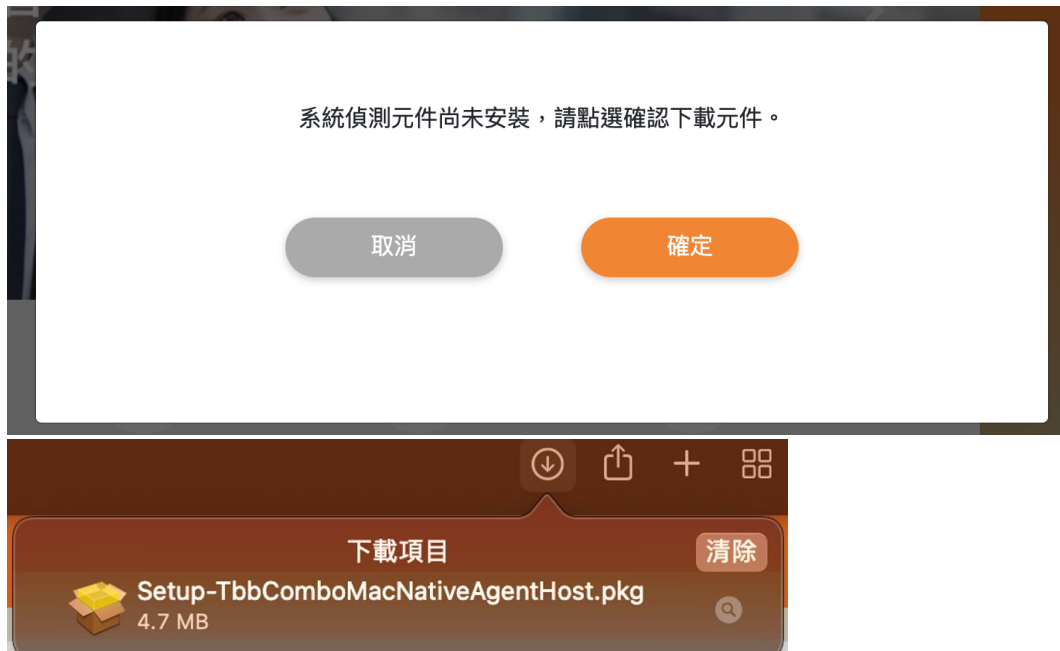 的
系統偵測元件尚未安裝，請點選確認下載元件。
取消
確定
下載項目
清除
Setup-TbbComboMacNativeAgentHost.pkg
4.7 MB